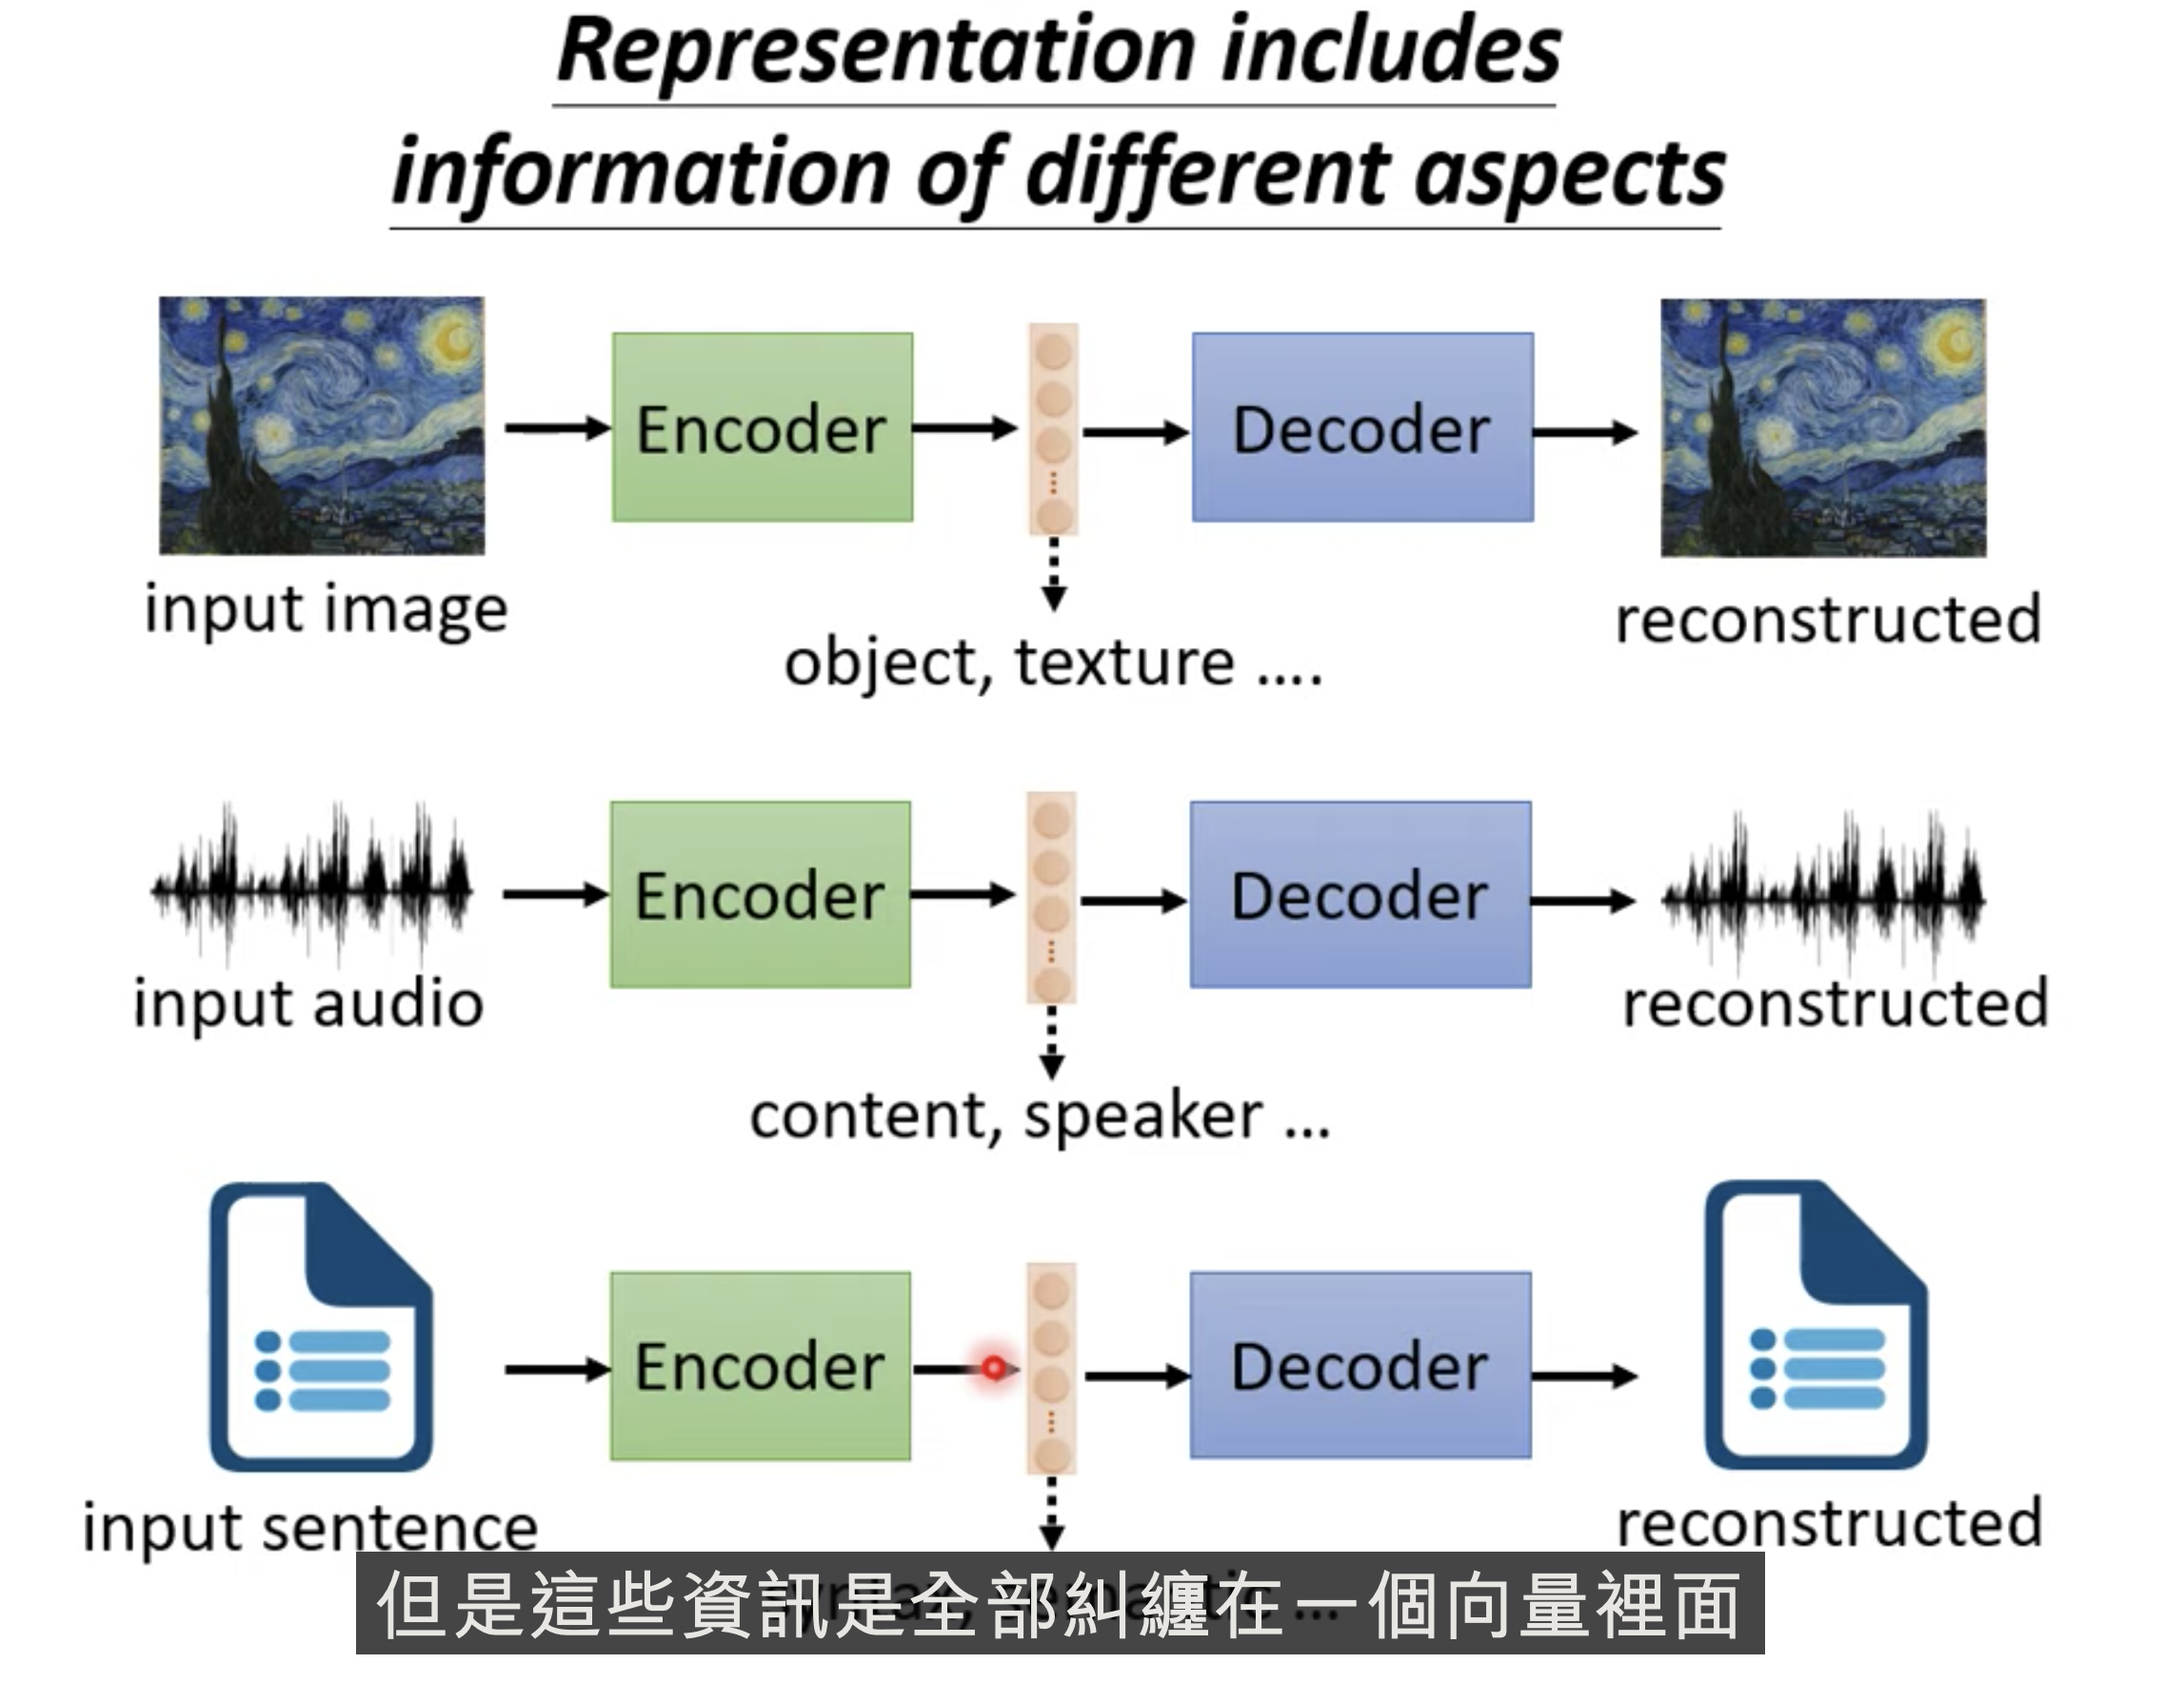 Representation includes
information of different aspects
Encoder
Decoder
input image
reconstructed
object, texture ....
Encoder
Decoder
input audio
reconstructed
content, speaker ...
Encoder
Decoder
input sentence
reconstructed
但是這些資訊是全部糾纏在一個向量裡面